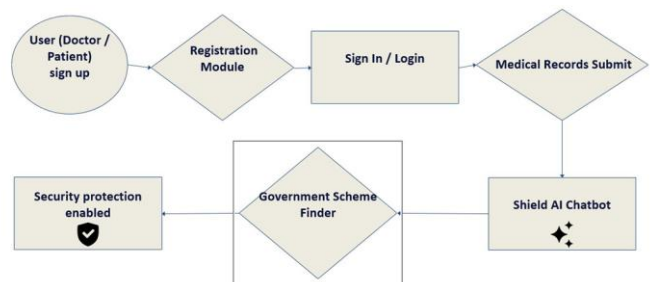 User (Doctor /
Patient)
sign up
Registration
Module
Sign In / Login
Medical Records Submit
Shield AI Chatbot
Government Scheme
Finder
Security protection
enabled